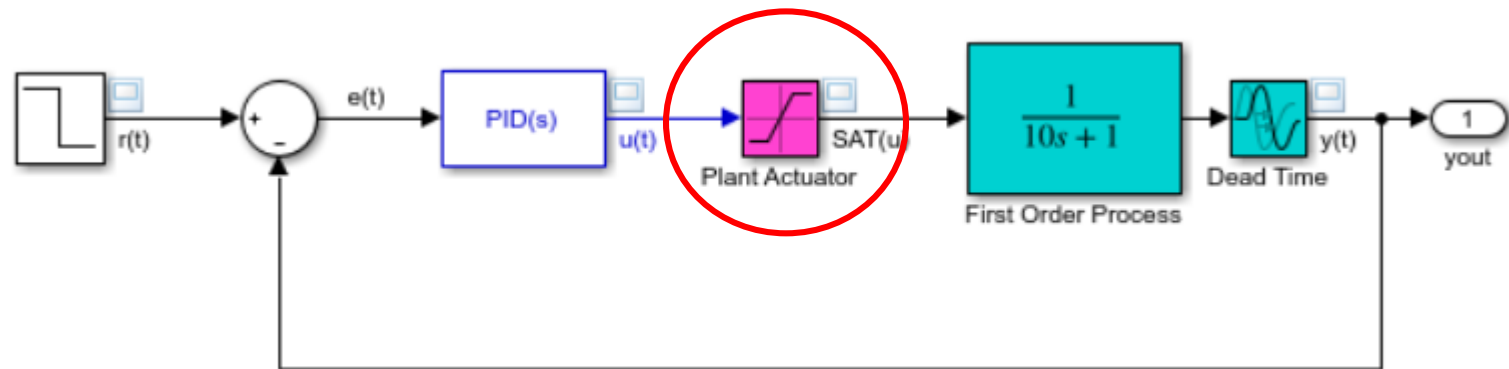 r(t)
+
−
e(t)
PID(s)
u(t)
SAT(u)
Plant Actuator
1
10s + 1
First Order Process
Dead Time
y(t)
1
yout